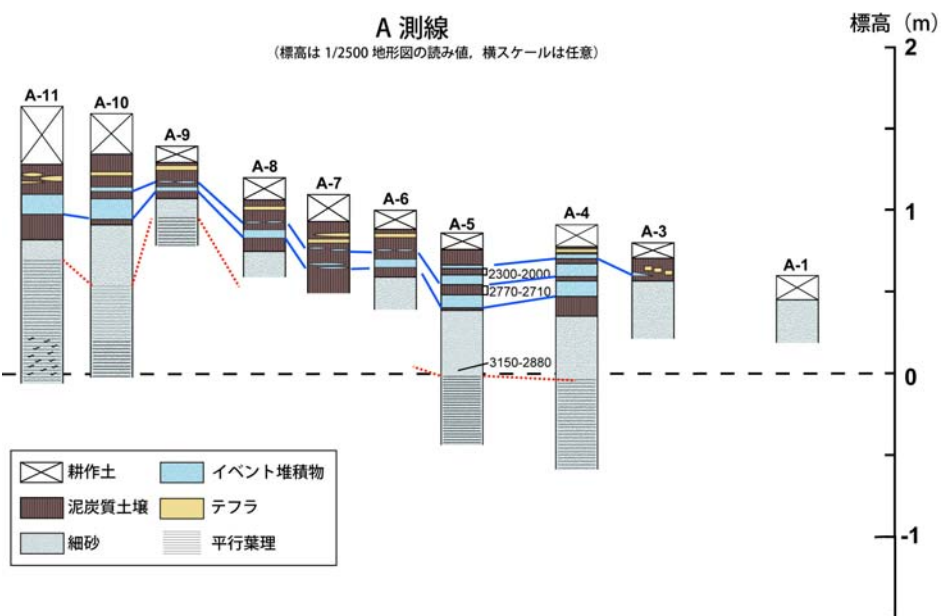 A 測線
(標高は 1/2500 地形図の読み値，横スケールは任意)
標高（m）
2
A-11
A-10
A-9
A-8
A-7
A-6
A-5
A-4
A-3
A-1
1
2300-2000
2770-2710
3150-2880
0
耕作土
イベント堆積物
泥炭質土壌
テフラ
細砂
平行葉理
-1